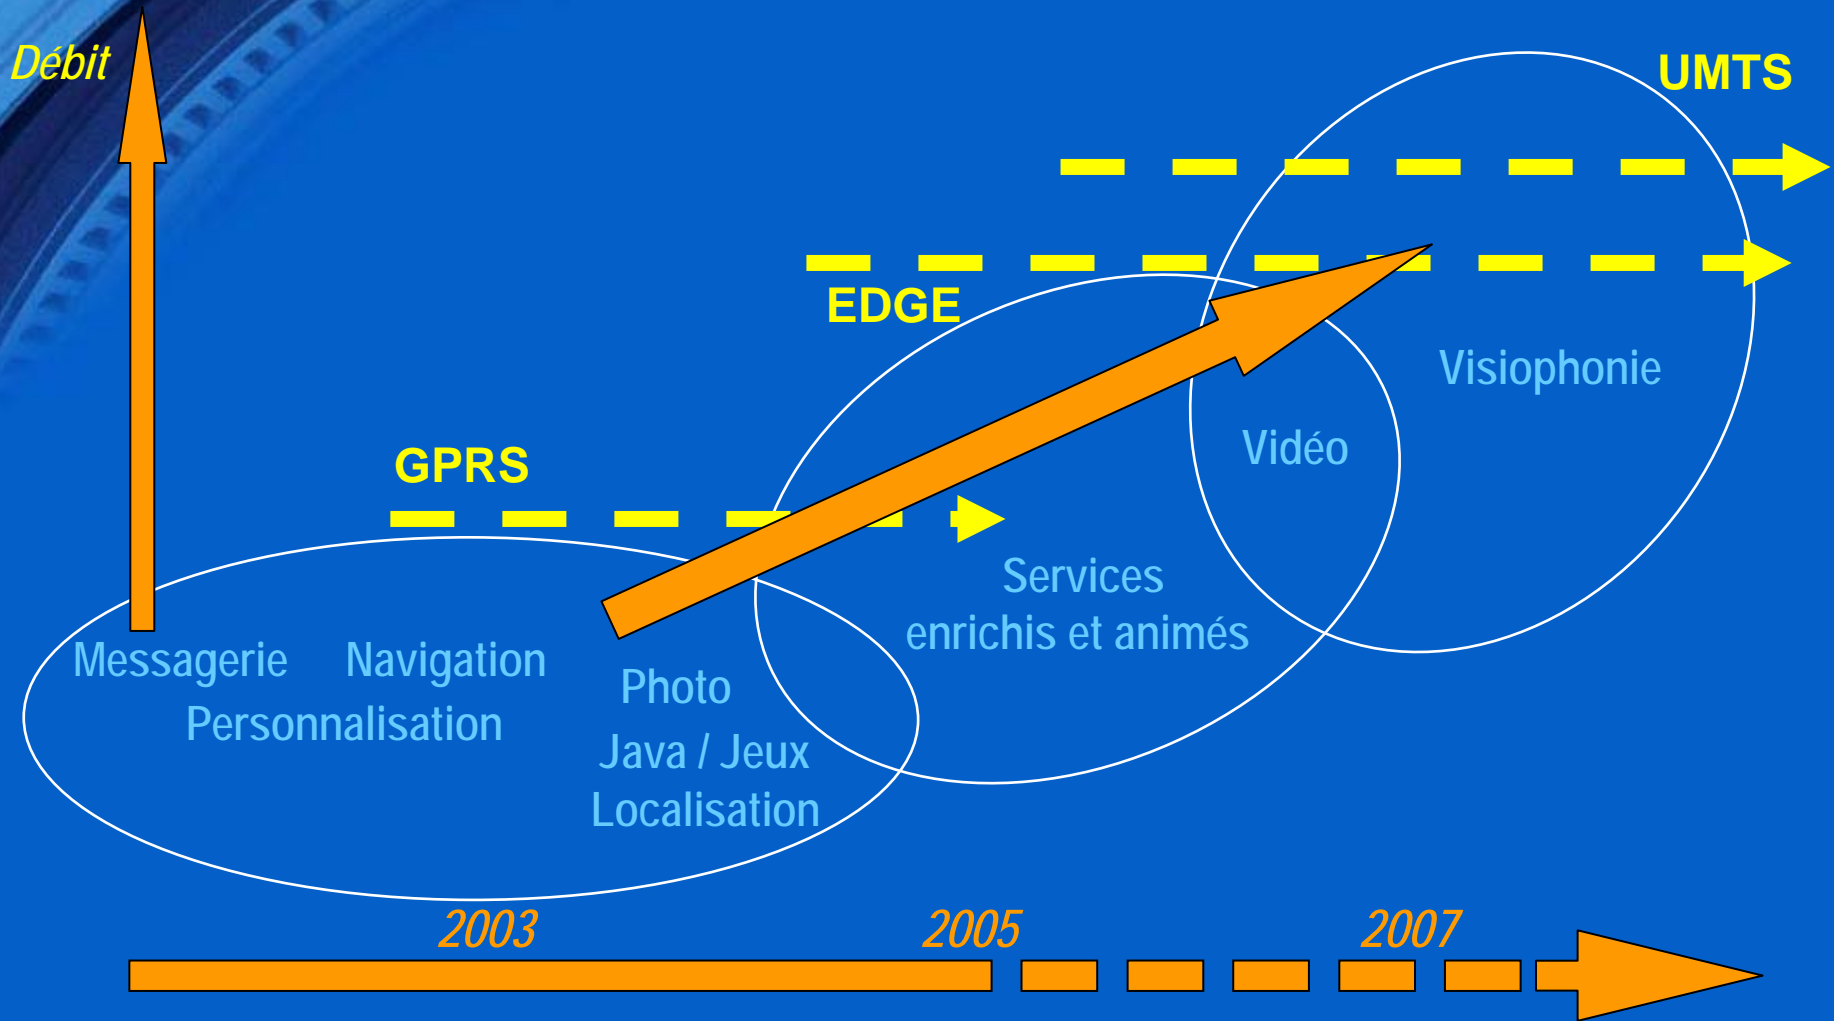 Débit
UMTS
EDGE
Visiophonie
Vidéo
GPRS
Services
enrichis et animés
Messagerie
Navigation
Personnalisation
Photo
Java / Jeux
Localisation
2003
2005
2007